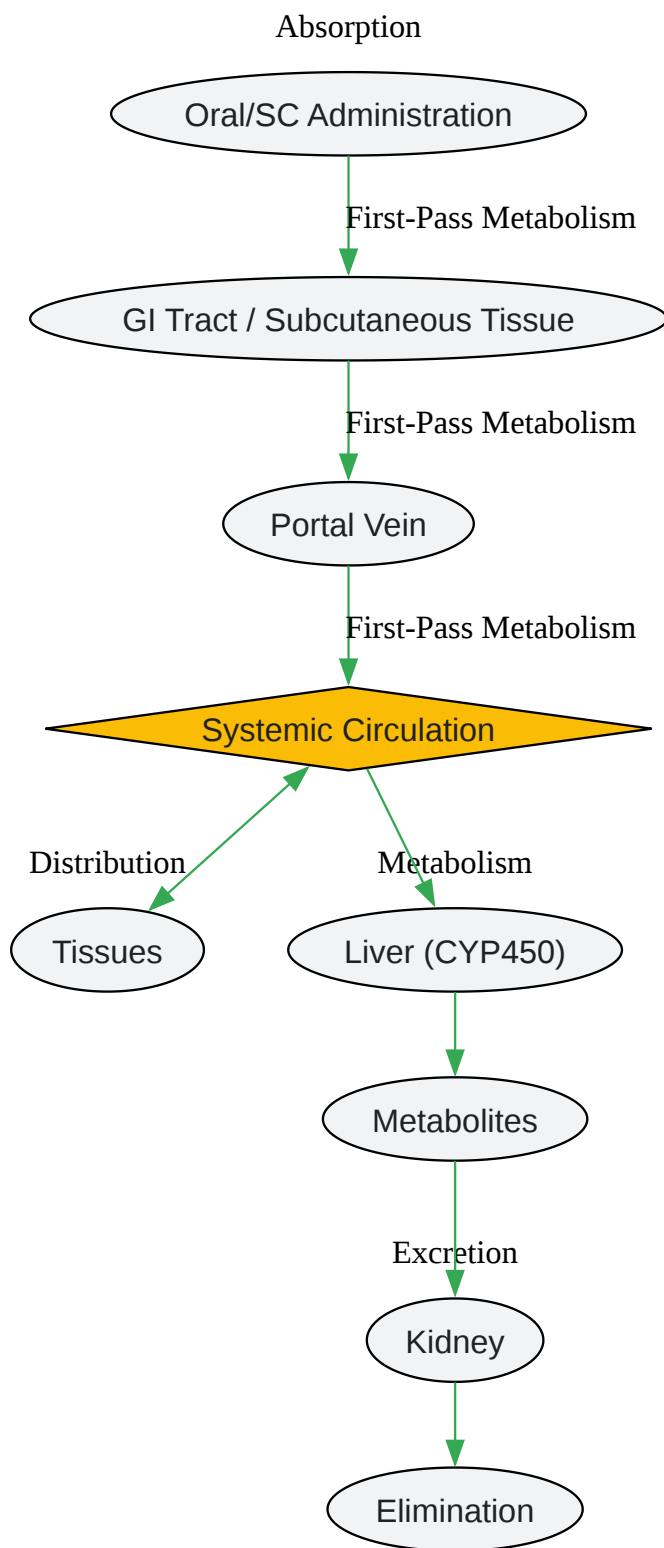 Absorption
Oral/SC Administration
First-Pass Metabolism
GI Tract / Subcutaneous Tissue
First-Pass Metabolism
Portal Vein
First-Pass Metabolism
Systemic Circulation
Distribution
Metabolism
Tissues
Liver (CYP450)
Metabolites
Excretion
Kidney
Elimination